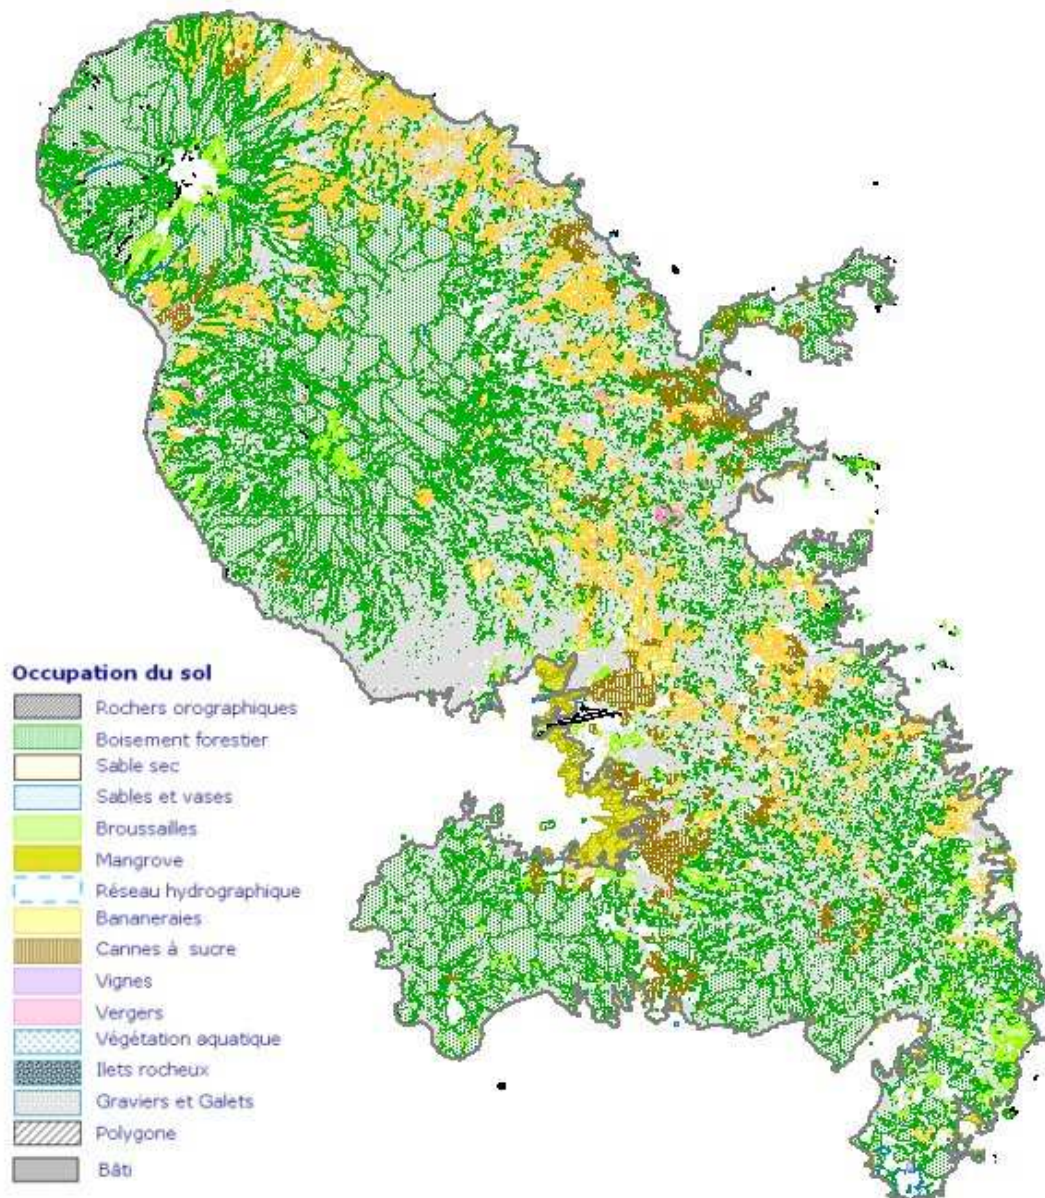 Occupation du sol
Rochers orographiques
Boisement forestier
Sable sec
Sables et vases
Broussailles
Mangrove
Réseau hydrographique
Bananeraies
Cannes à sucre
Vignes
Vergers
Végétation aquatique
Ilets rocheux
Graviers et Galets
Polygone
Bâti